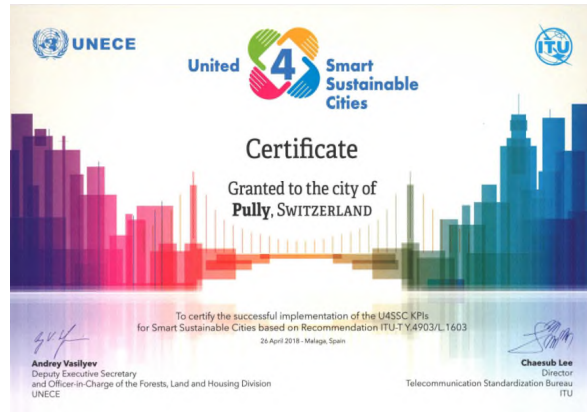 UNECE
ITU
United 4 Smart
Sustainable
Cities
Certificate
Granted to the city of
Pully, SWITZERLAND
To certify the successful implementation of the U4SSC KPIs
for Smart Sustainable Cities based on Recommendation ITU-T Y.4903/L.1603
26 April 2018 - Malaga, Spain
Andrey Vasilyev
Deputy Executive Secretary
and Officer-in-Charge of the Forests, Land and Housing Division
UNECE
Chaesub Lee
Director
Telecommunication Standardization Bureau
ITU